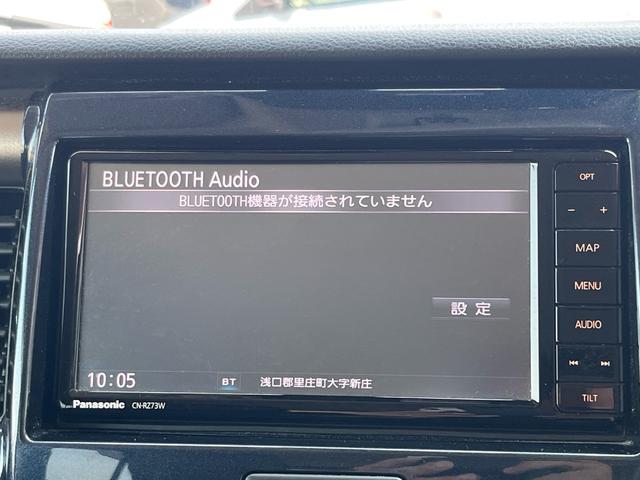 BLUETOOTH Audio
BLUETOOTH機器が接続されていません
設定
10:05 BT 浅口郡里庄町大字新庄
Panasonic CN-RZ73W
OPT
− +
MAP
MENU
AUDIO
TILT